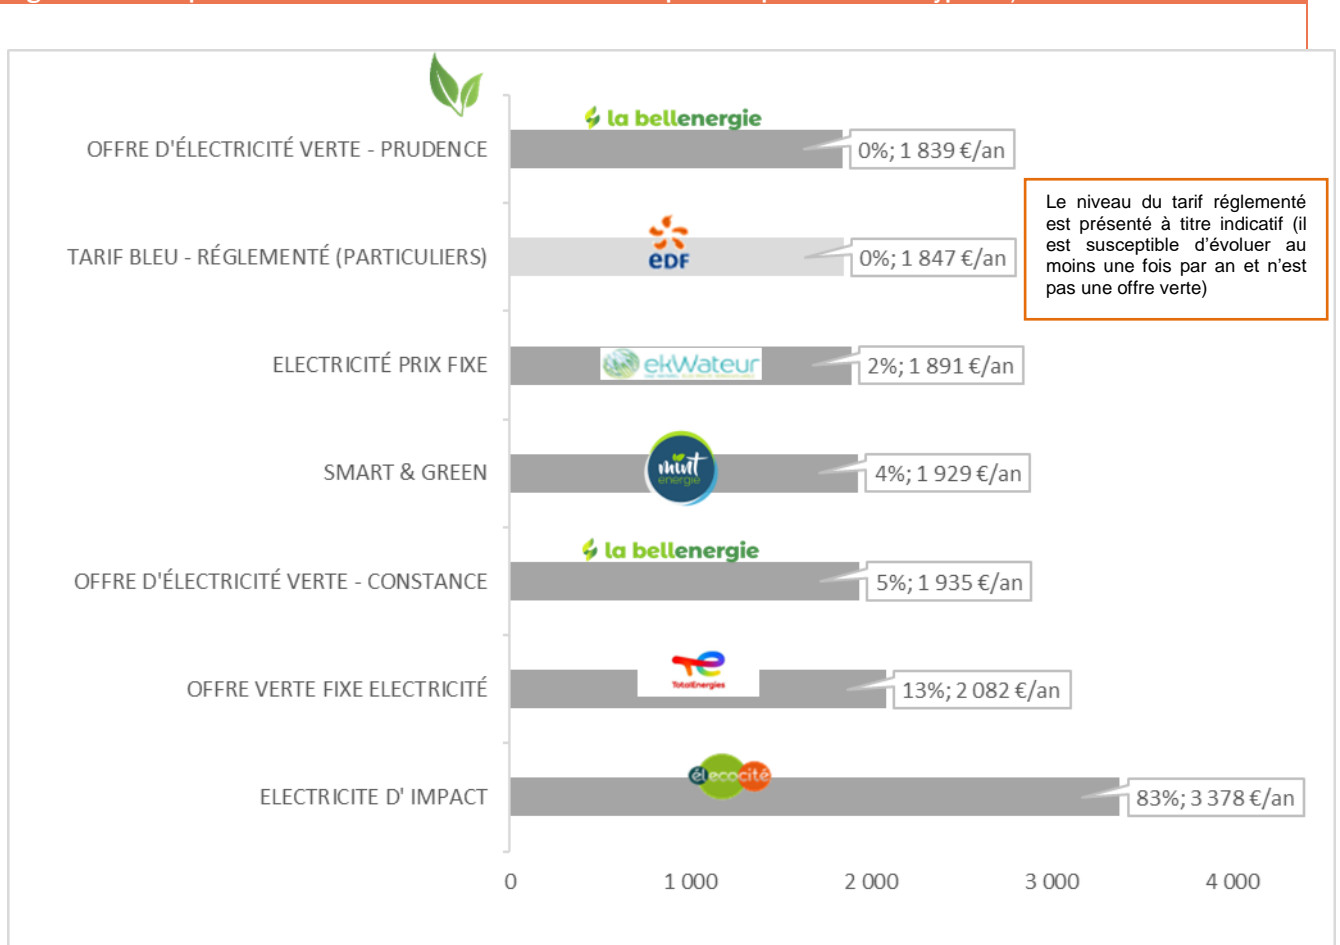 la bellenergie
OFFRE D'ÉLECTRICITÉ VERTE - PRUDENCE
0%; 1 839 €/an
Le niveau du tarif réglementé
est présenté à titre indicatif (il
est susceptible d'évoluer au
moins une fois par an et n'est
pas une offre verte)
TARIF BLEU - RÉGLEMENTÉ (PARTICULIERS)
eDF
0%; 1 847 €/an
ELECTRICITÉ PRIX FIXE
ekWateur
2%; 1 891 €/an
SMART & GREEN
mint
energie
4%; 1 929 €/an
la bellenergie
OFFRE D'ÉLECTRICITÉ VERTE - CONSTANCE
5%; 1 935 €/an
OFFRE VERTE FIXE ELECTRICITÉ
TotalEnergies
13%; 2 082 €/an
ELECTRICITE D' IMPACT
élecocité
83%; 3 378 €/an
0 1 000 2 000 3 000 4 000